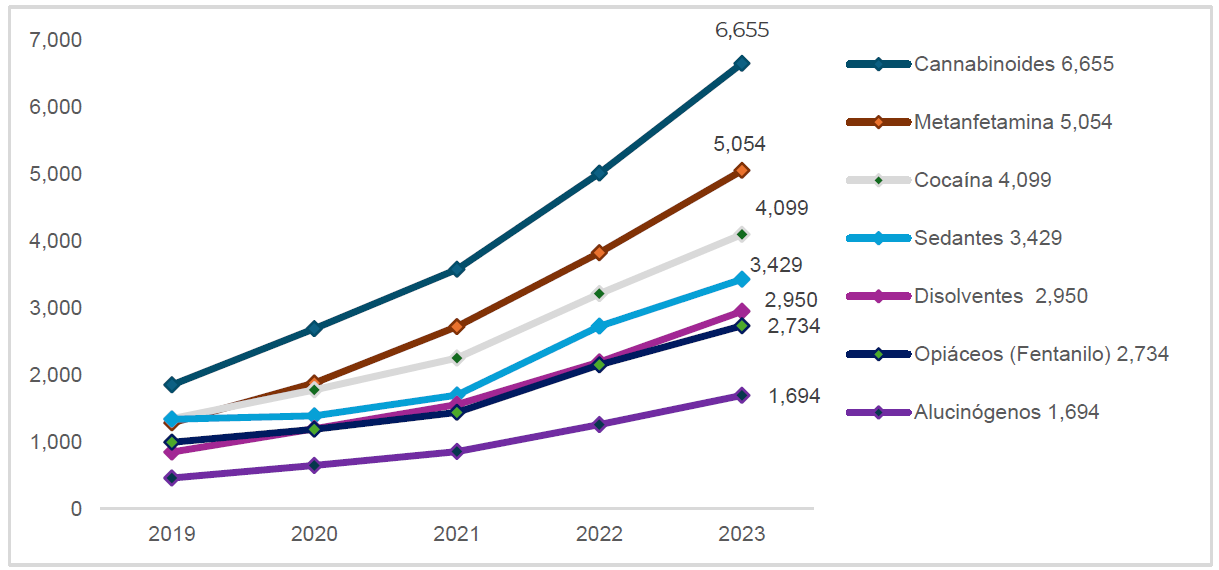 7,000
6,000
5,000
4,000
3,000
2,000
1,000
0
2019 2020 2021 2022 2023
6,655
5,054
4,099
3,429
2,950
2,734
1,694
Cannabinoides 6,655
Metanfetamina 5,054
Cocaína 4,099
Sedantes 3,429
Disolventes 2,950
Opiáceos (Fentanilo) 2,734
Alucinógenos 1,694